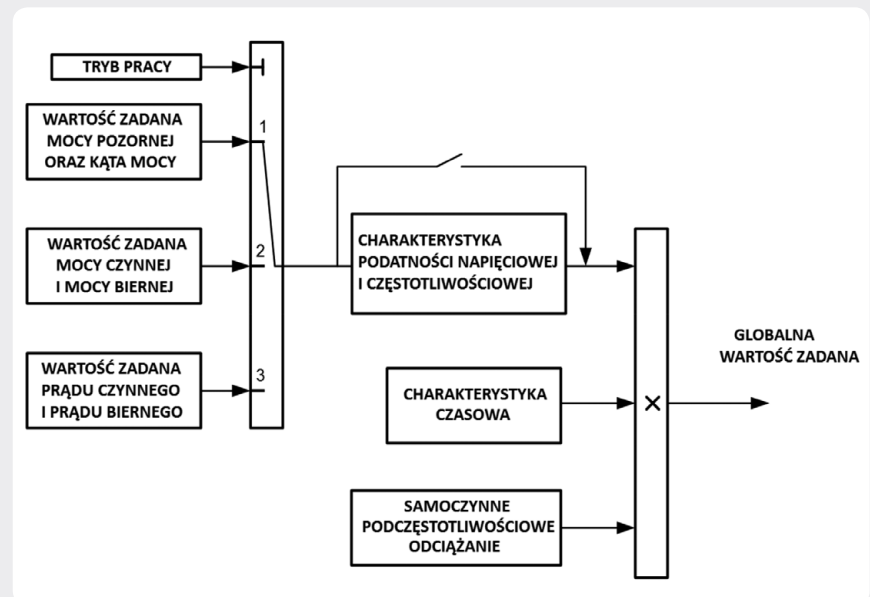 TRYB PRACY
WARTOŚĆ ZADANA
MOCY POZORNEJ
ORAZ KĄTA MOCY
1
WARTOŚĆ ZADANA
MOCY CZYNNEJ
I MOCY BIERNEJ
2
WARTOŚĆ ZADANA
PRĄDU CZYNNEGO
I PRĄDU BIERNEGO
3
CHARAKTERYSTYKA
PODATNOŚCI NAPIĘCIOWEJ
I CZĘSTOTLIWOŚCIOWEJ
CHARAKTERYSTYKA
CZASOWA
SAMOCZYNNE
PODCZĘSTOTLIWOŚCIOWE
ODCIĄŻANIE
×
GLOBALNA
WARTOŚĆ ZADANA